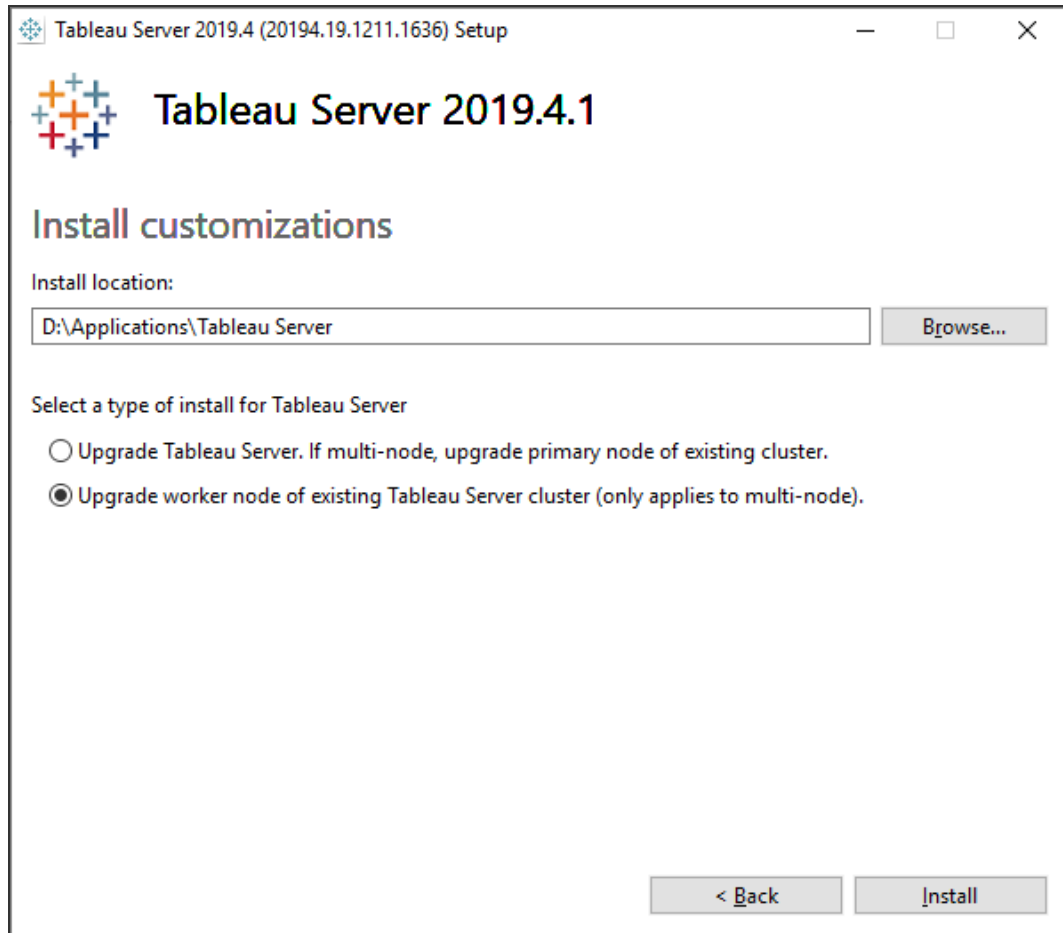 Tableau Server 2019.4 (20194.19.1211.1636) Setup
Tableau Server 2019.4.1
Install customizations
Install location:
D:\Applications\Tableau Server
Browse...
Select a type of install for Tableau Server
Upgrade Tableau Server. If multi-node, upgrade primary node of existing cluster.
Upgrade worker node of existing Tableau Server cluster (only applies to multi-node).
< Back
Install